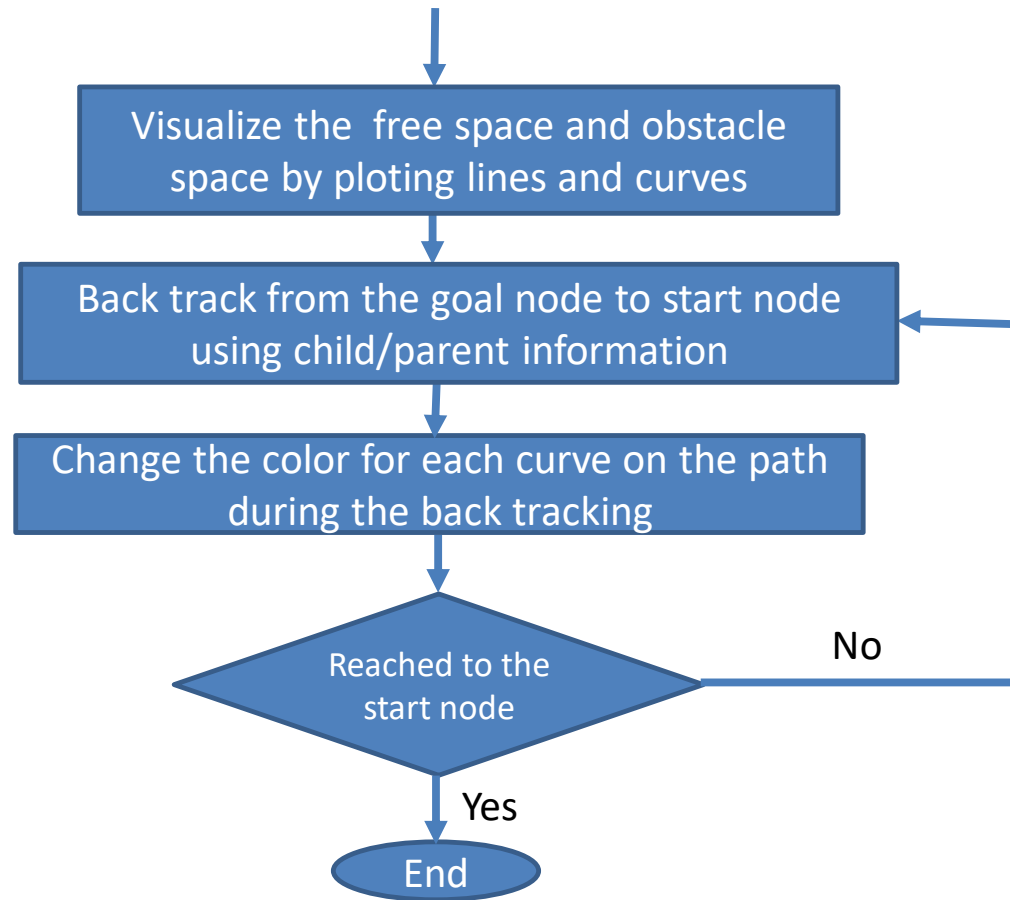 Visualize the free space and obstacle
space by ploting lines and curves
Back track from the goal node to start node
using child/parent information
Change the color for each curve on the path
during the back tracking
Reached to the
start node
No
Yes
End